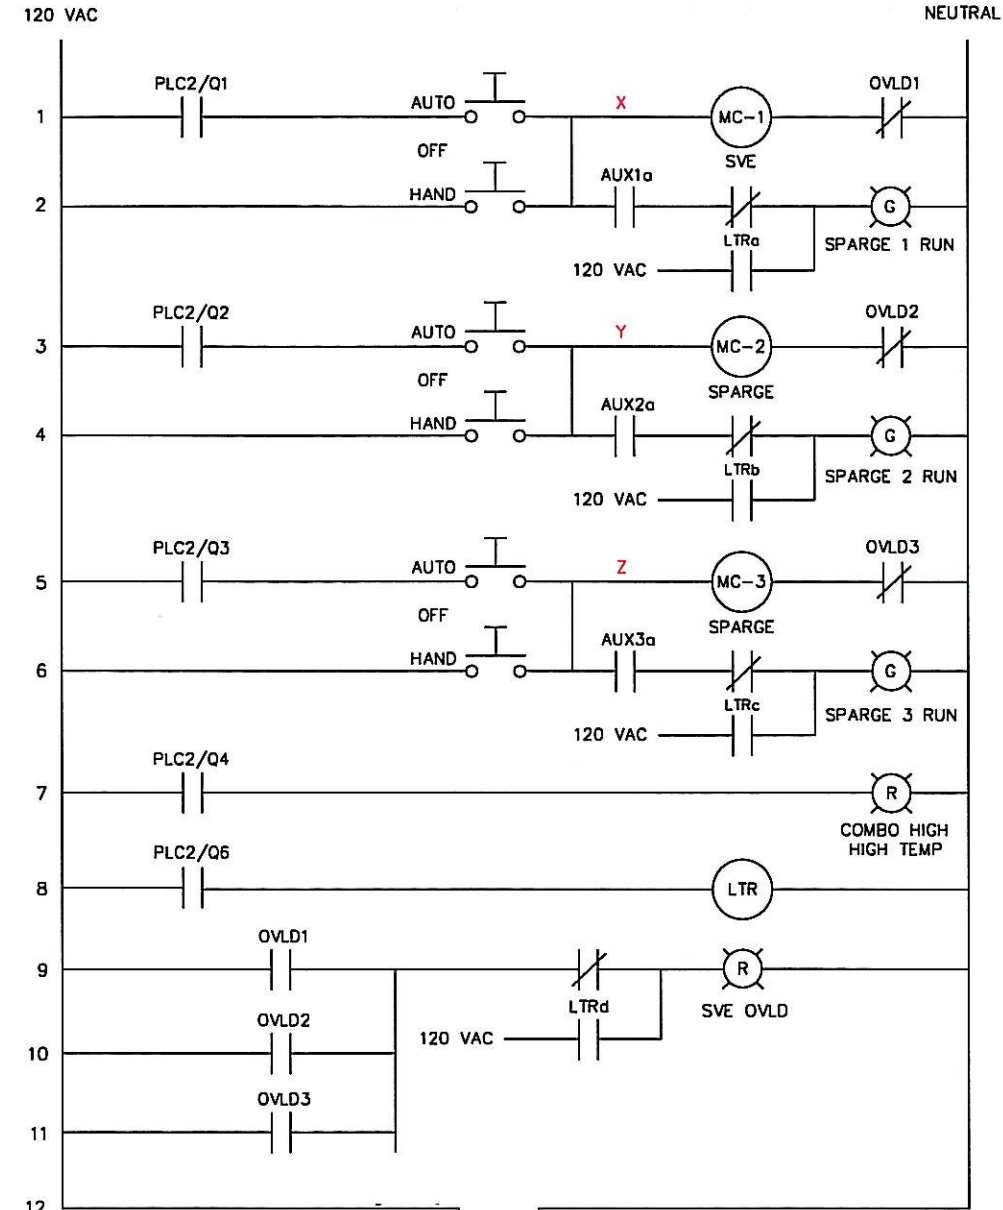 120 VAC NEUTRAL
PLC2/Q1 OVLD1
AUTO X
1 MC-1
OFF SVE
AUX1a
HAND
2 G
LTRa SPARGE 1 RUN
120 VAC
PLC2/Q2 OVLD2
AUTO Y
3 MC-2
OFF SPARGE
AUX2a
HAND
4 G
LTRb SPARGE 2 RUN
120 VAC
PLC2/Q3 OVLD3
AUTO Z
5 MC-3
OFF SPARGE
AUX3a
HAND
6 G
LTRc SPARGE 3 RUN
120 VAC
PLC2/Q4
7 R
COMBO HIGH
HIGH TEMP
PLC2/Q6
8 LTR
OVLD1
9 R
LTRd SVE OVLD
OVLD2
120 VAC
10
OVLD3
11
12